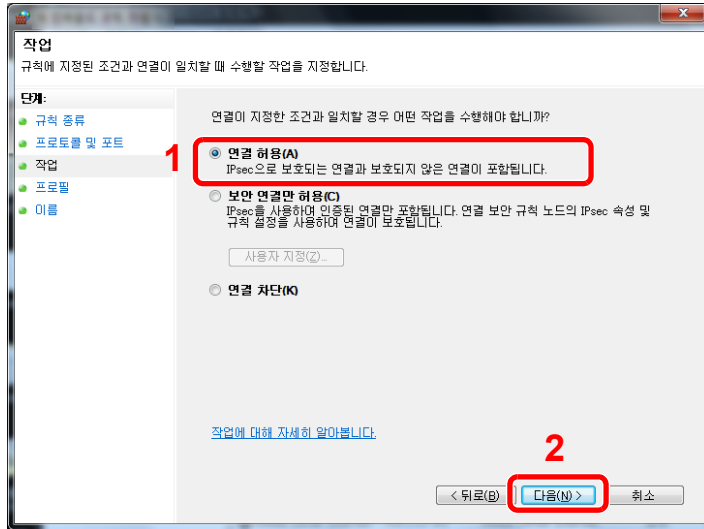 작업
규칙에 지정된 조건과 연결이 일치할 때 수행할 작업을 지정합니다.
단계:
규칙 종류
프로토콜 및 포트
작업
프로필
이름
연결이 지정한 조건과 일치할 경우 어떤 작업을 수행해야 합니까?
1
연결 허용(A)
IPsec으로 보호되는 연결과 보호되지 않은 연결이 포함됩니다.
보안 연결만 허용(C)
IPsec을 사용하여 인증된 연결만 포함됩니다. 연결 보안 규칙 노드의 IPsec 속성 및
규칙 설정을 사용하여 연결이 보호됩니다.
사용자 지정(Z)...
연결 차단(K)
작업에 대해 자세히 알아봅니다.
2
< 뒤로(B)
다음(N) >
취소